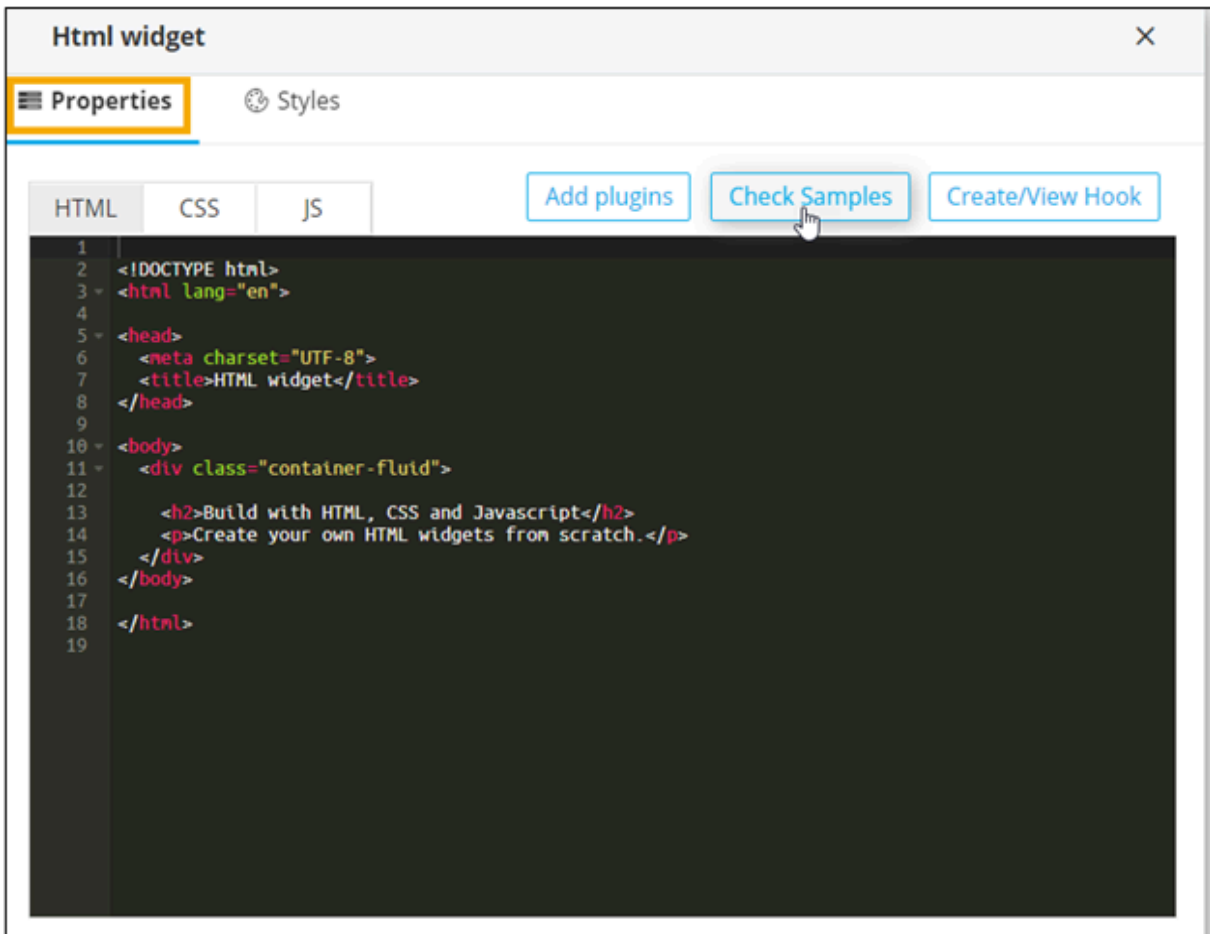 Html widget
Properties
Styles
HTML
CSS
JS
Add plugins
Check Samples
Create/View Hook
1
2 <!DOCTYPE html>
3 <html lang="en">
4
5 <head>
6 <meta charset="UTF-8">
7 <title>HTML widget</title>
8 </head>
9
10 <body>
11 <div class="container-fluid">
12
13 <h2>Build with HTML, CSS and Javascript</h2>
14 <p>Create your own HTML widgets from scratch.</p>
15 </div>
16 </body>
17
18 </html>
19